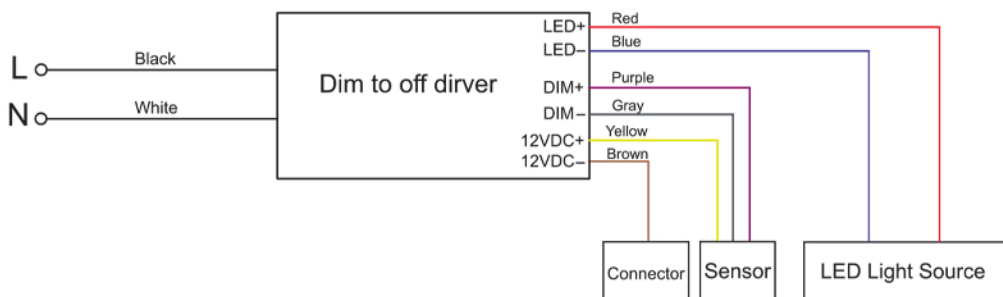 L
Black
N
White
Dim to off dirver
LED+
Red
LED−
Blue
DIM+
Purple
DIM−
Gray
12VDC+
Yellow
12VDC−
Brown
Connector
Sensor
LED Light Source